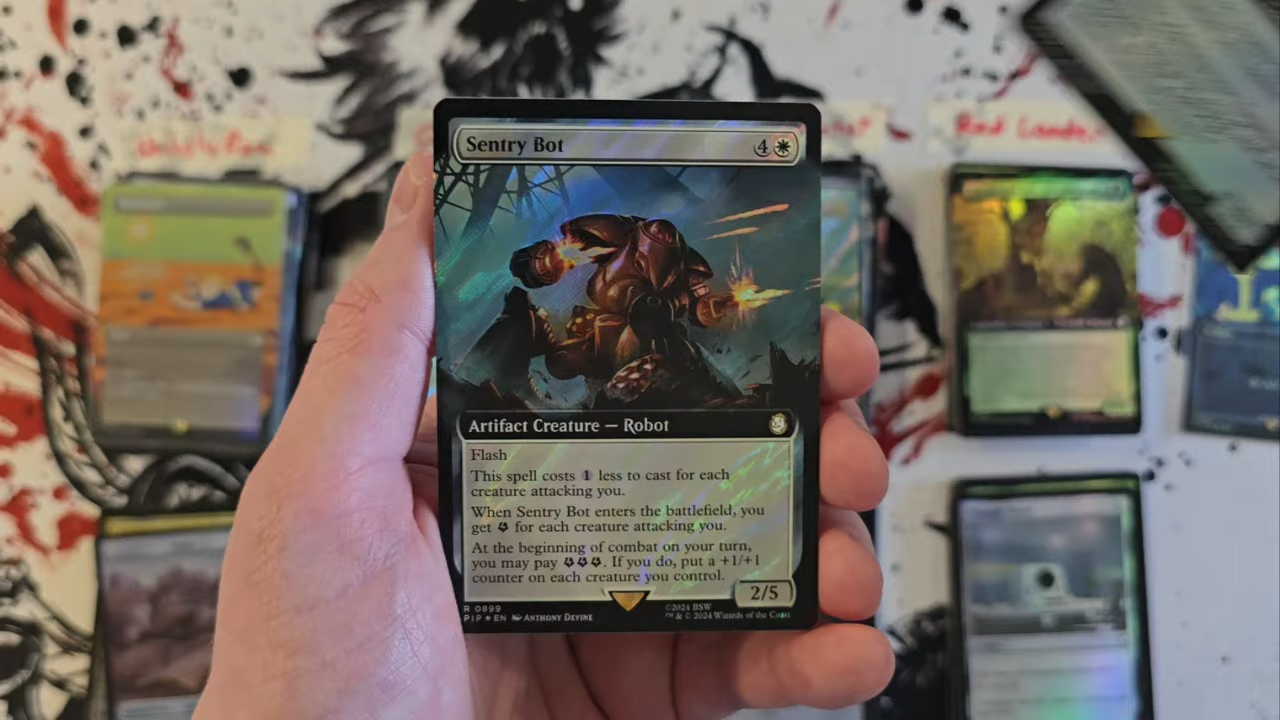 Red
Sentry Bot 4
Artifact Creature — Robot
Flash
This spell costs 1 less to cast for each
creature attacking you.
When Sentry Bot enters the battlefield, you
get for each creature attacking you.
At the beginning of combat on your turn,
you may pay . If you do, put a +1/+1
counter on each creature you control.
2/5
R 0899
PIP ★ EN ANTHONY DEVINE
©2024 BSW
™ & © 2024 Wizards of the Coast